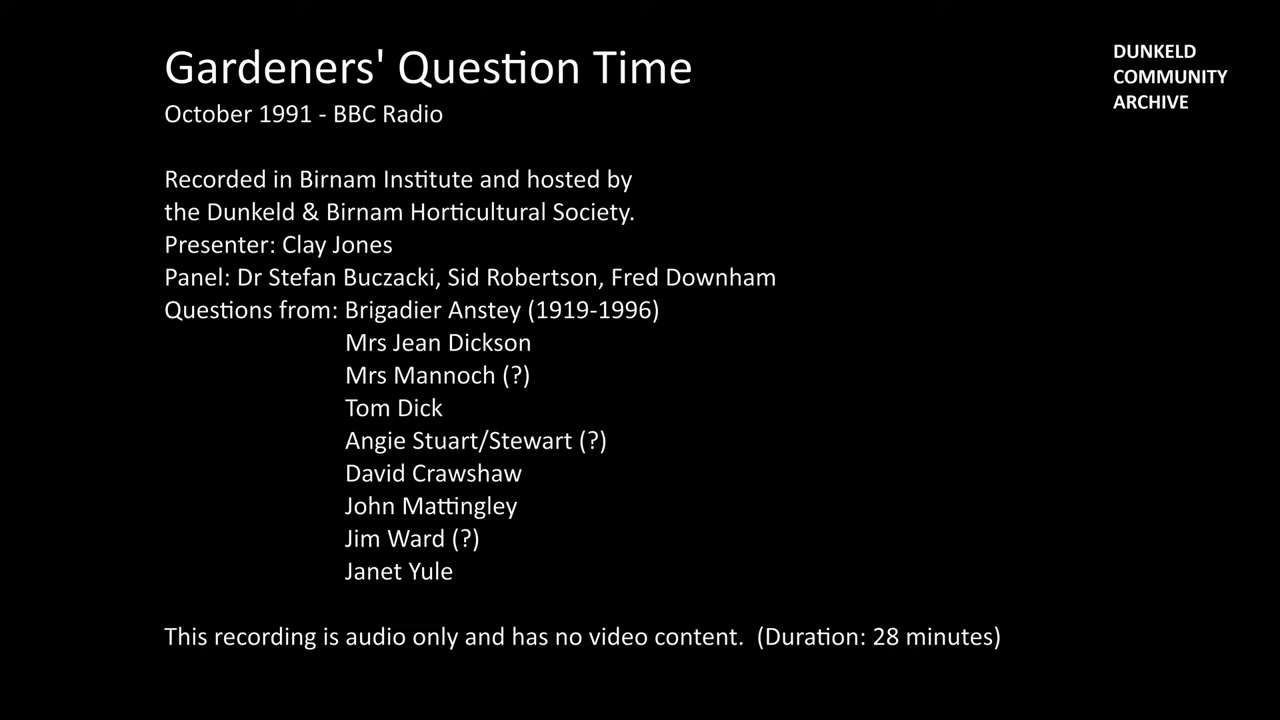 Gardeners' Question Time
October 1991 - BBC Radio
DUNKELD
COMMUNITY
ARCHIVE
Recorded in Birnam Institute and hosted by
the Dunkeld & Birnam Horticultural Society.
Presenter: Clay Jones
Panel: Dr Stefan Buczacki, Sid Robertson, Fred Downham
Questions from: Brigadier Anstey (1919-1996)
Mrs Jean Dickson
Mrs Mannoch (?)
Tom Dick
Angie Stuart/Stewart (?)
David Crawshaw
John Mattingley
Jim Ward (?)
Janet Yule
This recording is audio only and has no video content. (Duration: 28 minutes)